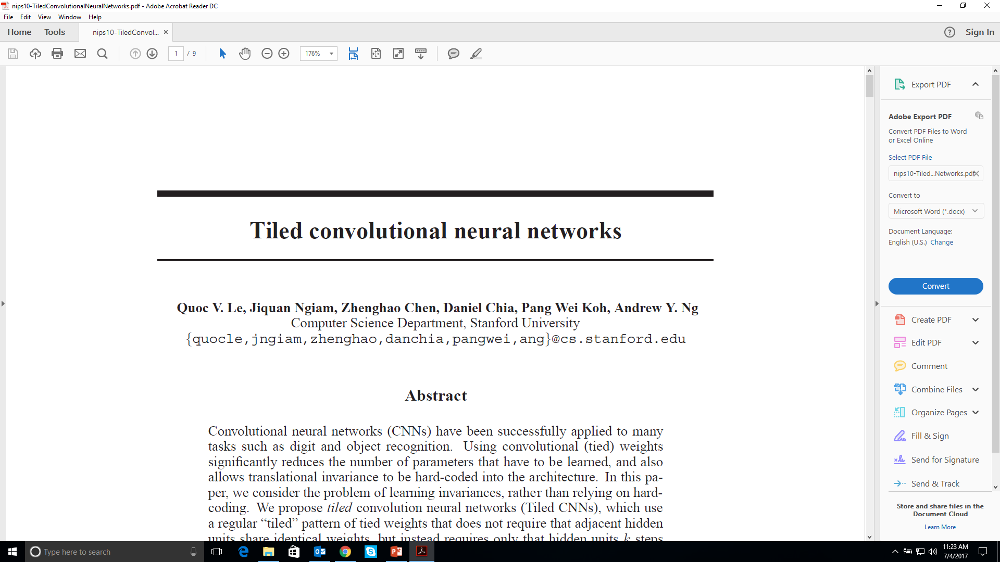 nips10-TiledConvolutionalNeuralNetworks.pdf - Adobe Acrobat Reader DC
File Edit View Window Help
Home Tools nips10-TiledConvol... × Sign In
1 / 9 176%
Tiled convolutional neural networks
Quoc V. Le, Jiquan Ngiam, Zhenghao Chen, Daniel Chia, Pang Wei Koh, Andrew Y. Ng
Computer Science Department, Stanford University
{quocle,jngiam,zhenghao,danchia,pangwei,ang}@cs.stanford.edu
Abstract
Convolutional neural networks (CNNs) have been successfully applied to many
tasks such as digit and object recognition. Using convolutional (tied) weights
significantly reduces the number of parameters that have to be learned, and also
allows translational invariance to be hard-coded into the architecture. In this pa-
per, we consider the problem of learning invariances, rather than relying on hard-
coding. We propose tiled convolution neural networks (Tiled CNNs), which use
a regular “tiled” pattern of tied weights that does not require that adjacent hidden
units share identical weights, but instead requires only that hidden units k steps
Export PDF
Adobe Export PDF
Convert PDF Files to Word
or Excel Online
Select PDF File
nips10-Tiled...Networks.pdf
Convert to
Microsoft Word (*.docx)
Document Language:
English (U.S.) Change
Convert
Create PDF
Edit PDF
Comment
Combine Files
Organize Pages
Fill & Sign
Send for Signature
Send & Track
Store and share files in the
Document Cloud
Learn More
Type here to search
11:23 AM
7/4/2017